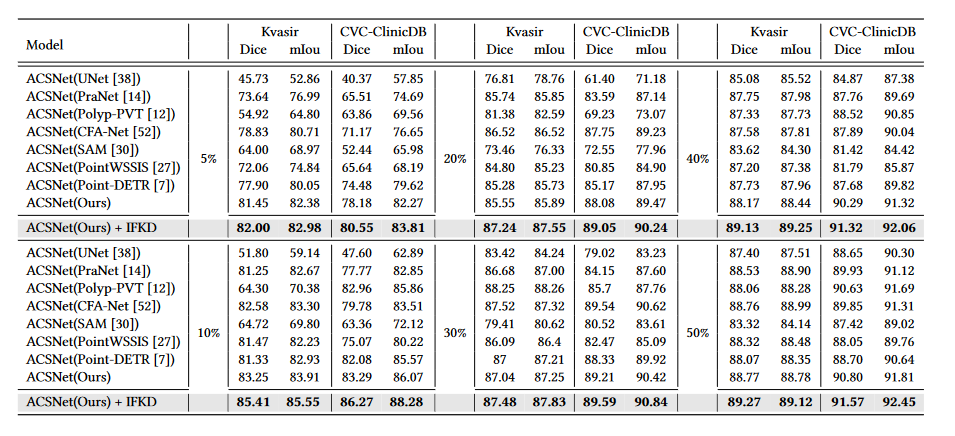 Model Kvasir CVC-ClinicDB Kvasir CVC-ClinicDB Kvasir CVC-ClinicDB
Dice mIou Dice mIou Dice mIou Dice mIou Dice mIou Dice mIou
ACSNet(UNet [38]) 45.73 52.86 40.37 57.85 76.81 78.76 61.40 71.18 85.08 85.52 84.87 87.38
ACSNet(PraNet [14]) 73.64 76.99 65.51 74.69 85.74 85.85 83.59 87.14 87.75 87.98 87.76 89.69
ACSNet(Polyp-PVT [12]) 54.92 64.80 63.86 69.56 81.38 82.59 69.23 73.07 87.33 87.73 88.52 90.85
ACSNet(CFA-Net [52]) 78.83 80.71 71.17 76.65 86.52 86.52 87.75 89.23 87.58 87.81 87.89 90.04
ACSNet(SAM [30]) 5% 64.00 68.97 52.44 65.98 20% 73.46 76.33 72.55 77.96 40% 83.62 84.30 81.42 84.42
ACSNet(PointWSSIS [27]) 72.06 74.84 65.64 68.19 84.80 85.23 80.85 84.90 87.20 87.38 81.79 85.87
ACSNet(Point-DETR [7]) 77.90 80.05 74.48 79.62 85.28 85.73 85.17 87.95 87.73 87.96 87.68 89.82
ACSNet(Ours) 81.45 82.38 78.18 82.27 85.55 85.89 88.08 89.47 88.17 88.44 90.29 91.32
ACSNet(Ours) + IFKD 82.00 82.98 80.55 83.81 87.24 87.55 89.05 90.24 89.13 89.25 91.32 92.06
ACSNet(UNet [38]) 51.80 59.14 47.60 62.89 83.42 84.24 79.02 83.23 87.40 87.51 88.65 90.30
ACSNet(PraNet [14]) 81.25 82.67 77.77 82.85 86.68 87.00 84.15 87.60 88.53 88.90 89.93 91.12
ACSNet(Polyp-PVT [12]) 64.30 70.38 82.96 85.86 88.25 88.26 85.7 87.76 88.06 88.28 90.63 91.69
ACSNet(CFA-Net [52]) 82.58 83.30 79.78 83.51 87.52 87.32 89.54 90.62 88.76 88.99 89.85 91.31
ACSNet(SAM [30]) 10% 64.72 69.80 63.36 72.12 30% 79.41 80.62 80.52 83.61 50% 83.32 84.14 87.42 89.02
ACSNet(PointWSSIS [27]) 81.47 82.23 75.07 80.22 86.09 86.4 82.47 85.09 88.32 88.48 88.05 89.76
ACSNet(Point-DETR [7]) 81.33 82.93 82.08 85.57 87 87.21 88.33 89.92 88.07 88.35 88.70 90.64
ACSNet(Ours) 83.25 83.91 83.29 86.07 87.04 87.25 89.21 90.42 88.77 88.78 90.80 91.81
ACSNet(Ours) + IFKD 85.41 85.55 86.27 88.28 87.48 87.83 89.59 90.84 89.27 89.12 91.57 92.45